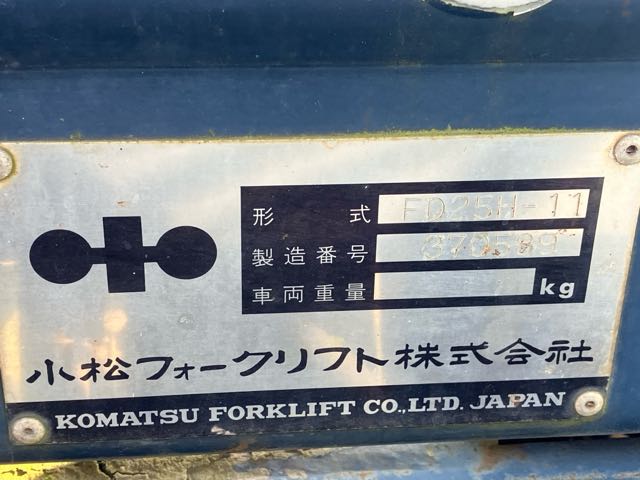 形 式 FD25H-11
製造番号 370589
車両重量 kg
小松フォークリフト株式会社
KOMATSU FORKLIFT CO.,LTD. JAPAN